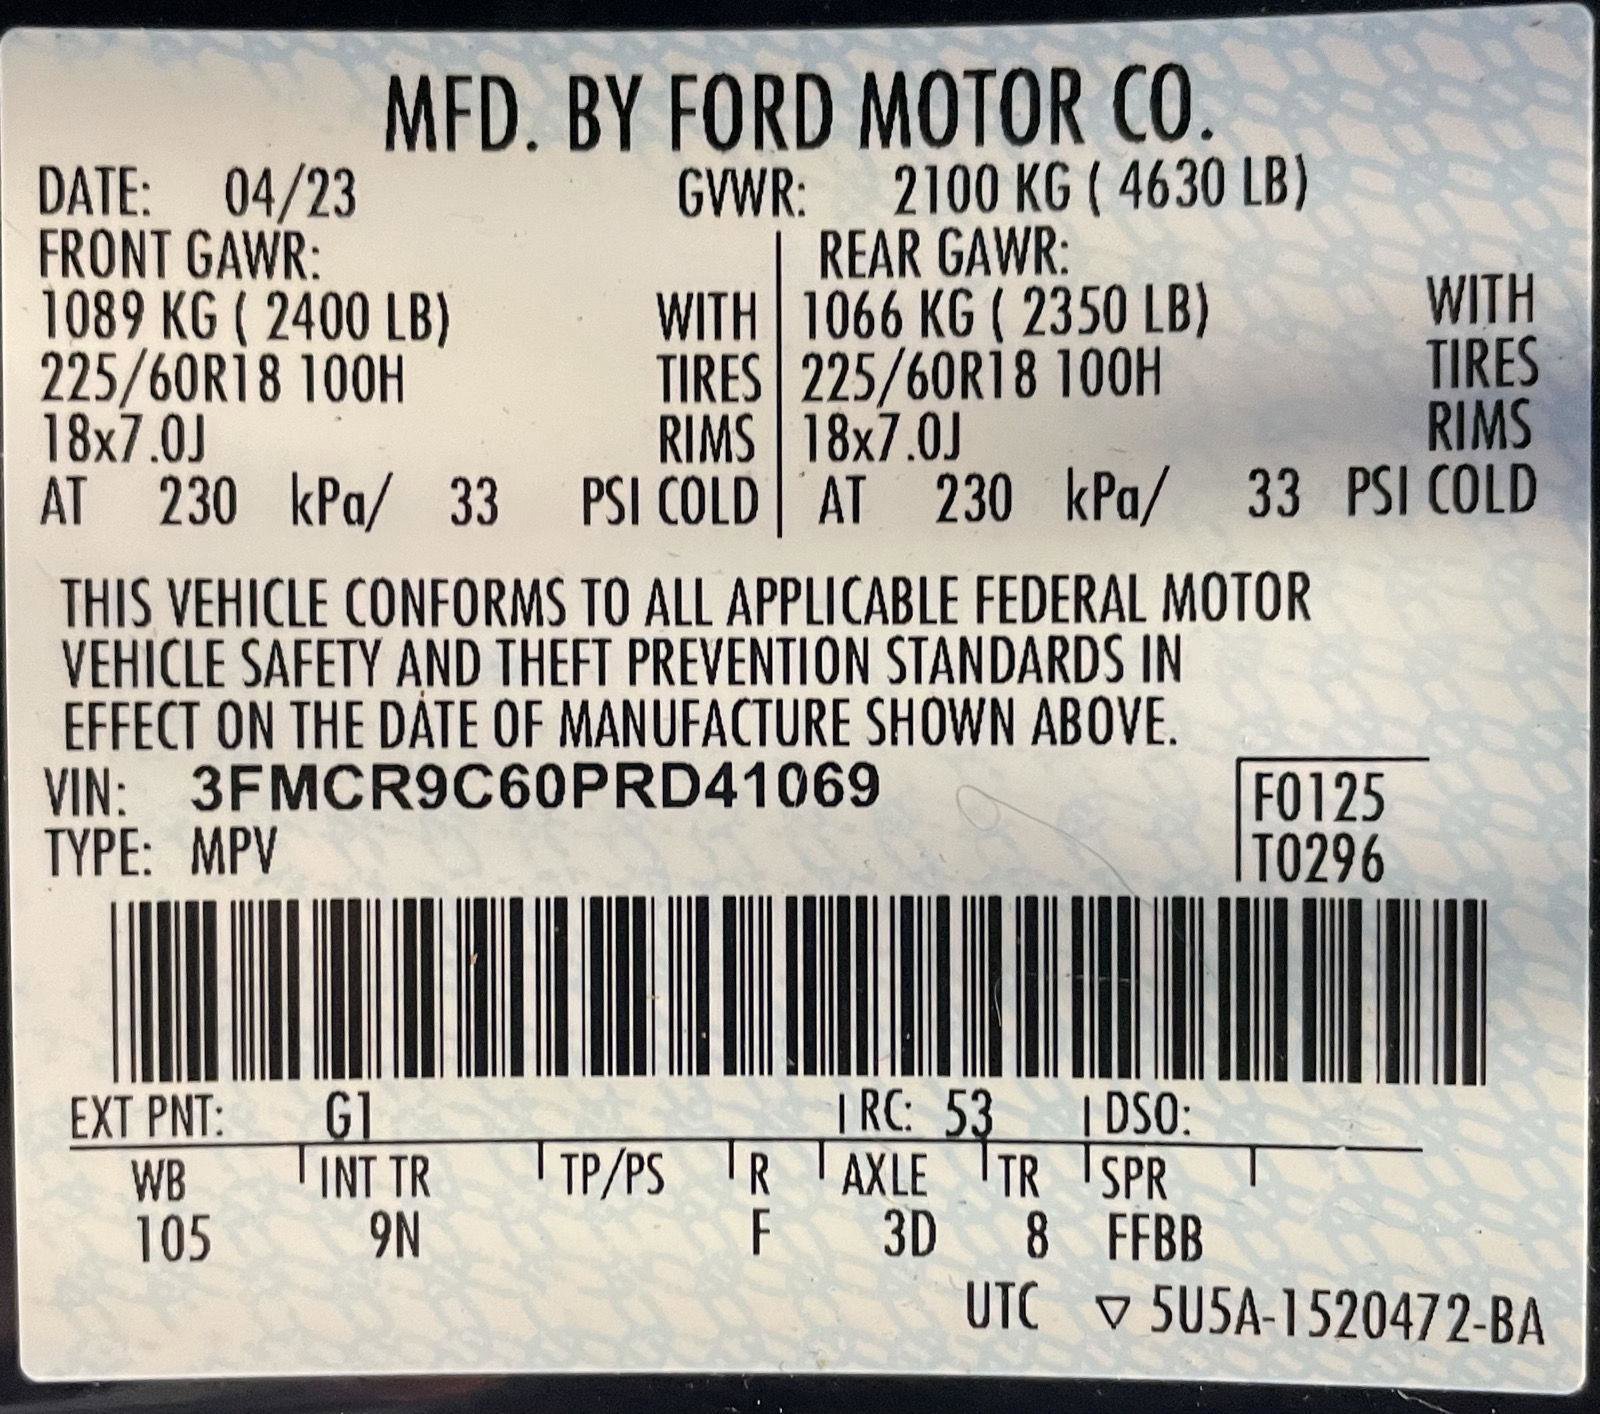 MFD. BY FORD MOTOR CO.
DATE: 04/23 GVWR: 2100 KG ( 4630 LB)
FRONT GAWR: REAR GAWR:
1089 KG ( 2400 LB) WITH 1066 KG ( 2350 LB) WITH
225/60R18 100H TIRES 225/60R18 100H TIRES
18x7.0J RIMS 18x7.0J RIMS
AT 230 kPa/ 33 PSI COLD AT 230 kPa/ 33 PSI COLD
THIS VEHICLE CONFORMS TO ALL APPLICABLE FEDERAL MOTOR
VEHICLE SAFETY AND THEFT PREVENTION STANDARDS IN
EFFECT ON THE DATE OF MANUFACTURE SHOWN ABOVE.
VIN: 3FMCR9C60PRD41069 F0125
TYPE: MPV T0296
EXT PNT: G1 RC: 53 DSO:
WB INT TR TP/PS R AXLE TR SPR
105 9N F 3D 8 FFBB
UTC ▽ 5U5A-1520472-BA